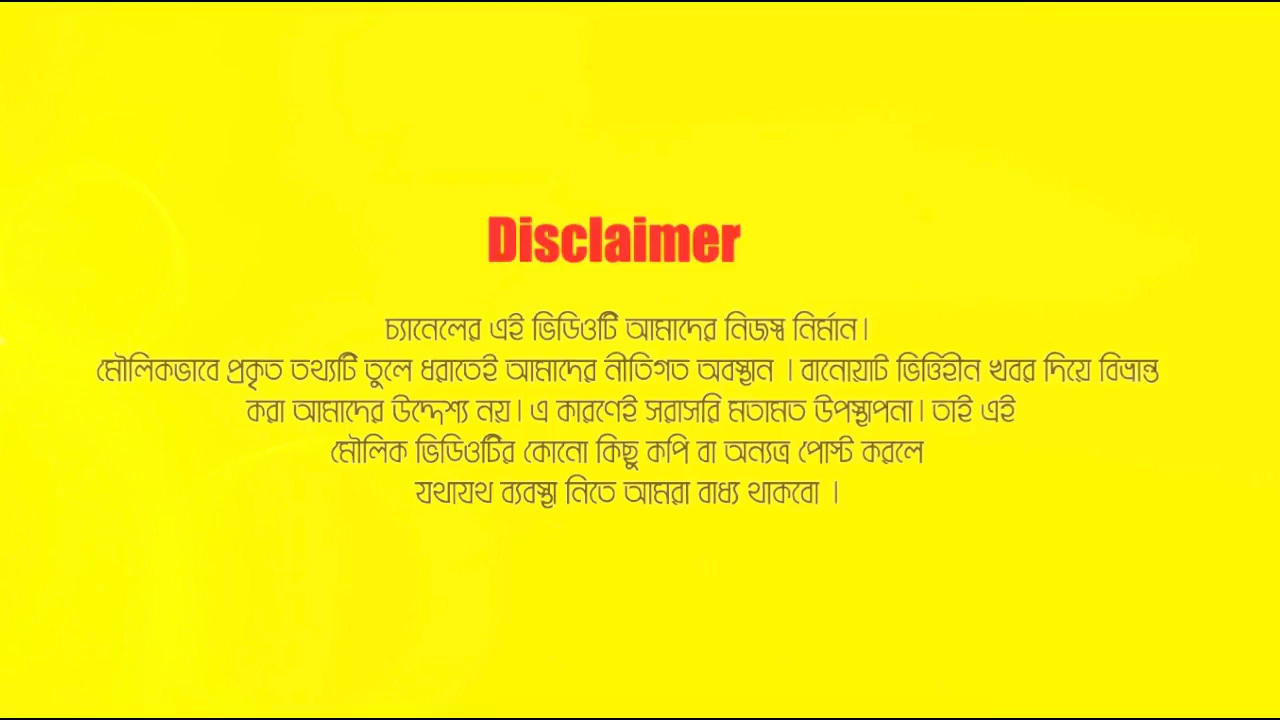 Disclaimer
চ্যানেলের এই ভিডিওটি আমাদের নিজস্ব নির্মান।
মৌলিকভাবে প্রকৃত তথ্যটি তুলে ধরাতেই আমাদের নীতিগত অবস্থান । বানোয়াট ভিত্তিহীন খবর দিয়ে বিভ্রান্ত
করা আমাদের উদ্দেশ্য নয়। এ কারণেই সরাসরি মতামত উপস্থাপনা। তাই এই
মৌলিক ভিডিওটির কোনো কিছু কপি বা অন্যত্র পোস্ট করলে
যথাযথ ব্যবস্থা নিতে আমরা বাধ্য থাকবো ।